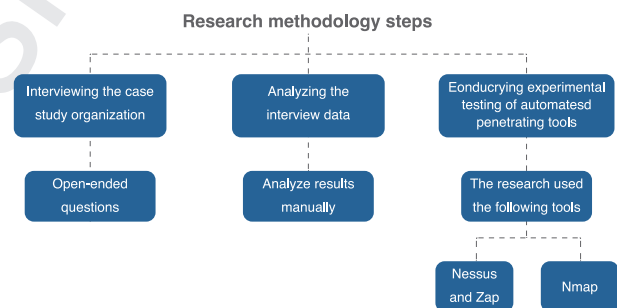 Research methodology steps
Interviewing the case
study organization
Analyzing the
interview data
Eonducrying experimental
testing of automatesd
penetrating tools
Open-ended
questions
Analyze results
manually
The research used
the following tools
Nessus
and Zap
Nmap